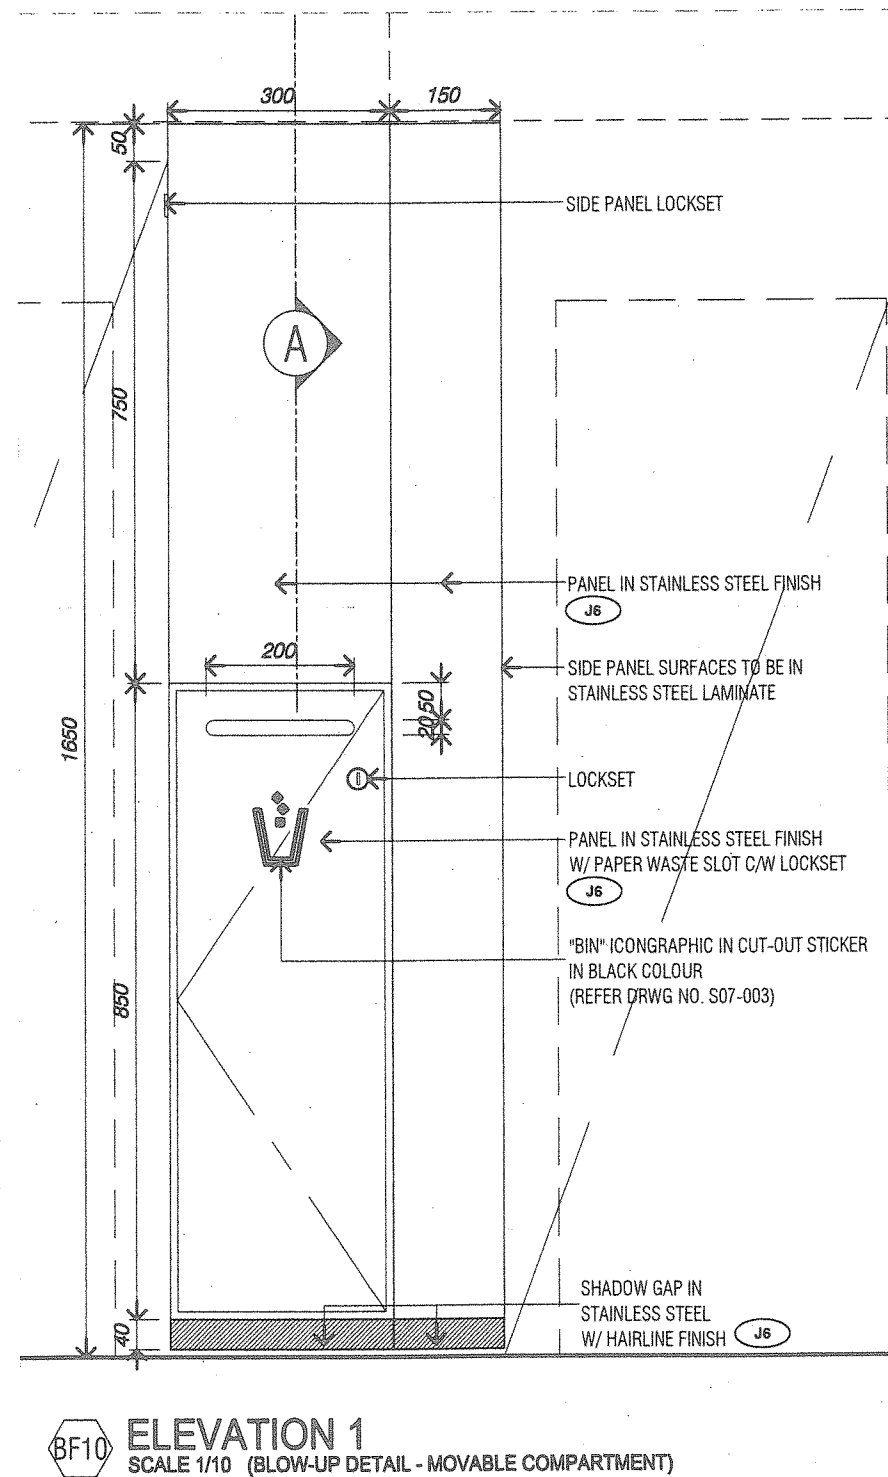 300
150
50
SIDE PANEL LOCKSET
A
750
PANEL IN STAINLESS STEEL FINISH
J6
200
SIDE PANEL SURFACES TO BE IN
STAINLESS STEEL LAMINATE
50
20
1650
LOCKSET
PANEL IN STAINLESS STEEL FINISH
W/ PAPER WASTE SLOT C/W LOCKSET
J6
"BIN" ICONGRAPHIC IN CUT-OUT STICKER
IN BLACK COLOUR
(REFER DRWG NO. S07-003)
850
SHADOW GAP IN
STAINLESS STEEL
W/ HAIRLINE FINISH
J6
40
BF10
ELEVATION 1
SCALE 1/10 (BLOW-UP DETAIL - MOVABLE COMPARTMENT)